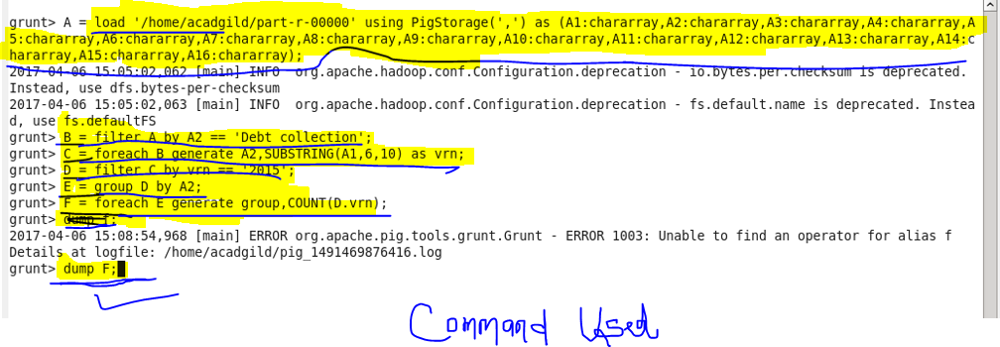 grunt> A = load '/home/acadgild/part-r-00000' using PigStorage(',') as (A1:chararray,A2:chararray,A3:chararray,A4:chararray,A
5:chararray,A6:chararray,A7:chararray,A8:chararray,A9:chararray,A10:chararray,A11:chararray,A12:chararray,A13:chararray,A14:c
hararray,A15:chararray,A16:chararray);
2017-04-06 15:05:02,062 [main] INFO  org.apache.hadoop.conf.Configuration.deprecation - io.bytes.per.checksum is deprecated.
Instead, use dfs.bytes-per-checksum
2017-04-06 15:05:02,063 [main] INFO  org.apache.hadoop.conf.Configuration.deprecation - fs.default.name is deprecated. Instea
d, use fs.defaultFS
grunt> B = filter A by A2 == 'Debt collection';
grunt> C = foreach B generate A2,SUBSTRING(A1,6,10) as vrn;
grunt> D = filter C by vrn == '2015';
grunt> E = group D by A2;
grunt> F = foreach E generate group,COUNT(D.vrn);
grunt> dump f;
2017-04-06 15:08:54,968 [main] ERROR org.apache.pig.tools.grunt.Grunt - ERROR 1003: Unable to find an operator for alias f
Details at logfile: /home/acadgild/pig_1491469876416.log
grunt> dump F;
Command Used